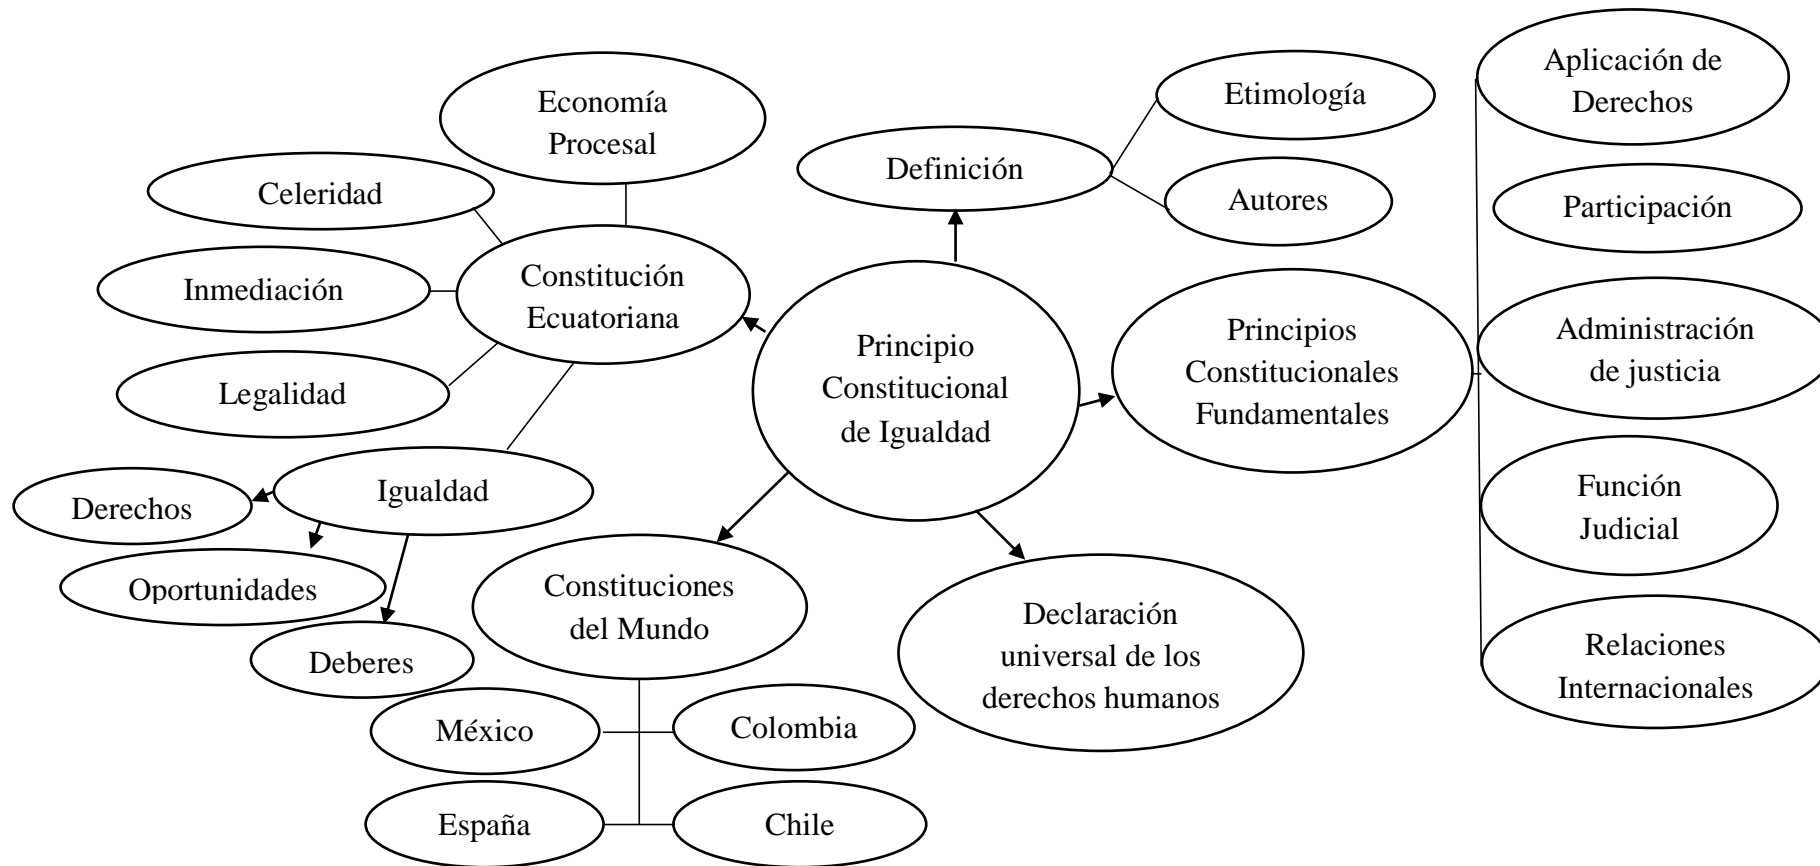 Economía
Procesal
Celeridad
Inmediación
Legalidad
Constitución
Ecuatoriana
Igualdad
Derechos
Oportunidades
Deberes
Definición
Etimología
Autores
Principio
Constitucional
de Igualdad
Principios
Constitucionales
Fundamentales
Aplicación de
Derechos
Participación
Administración
de justicia
Función
Judicial
Relaciones
Internacionales
Constituciones
del Mundo
México
Colombia
España
Chile
Declaración
universal de los
derechos humanos